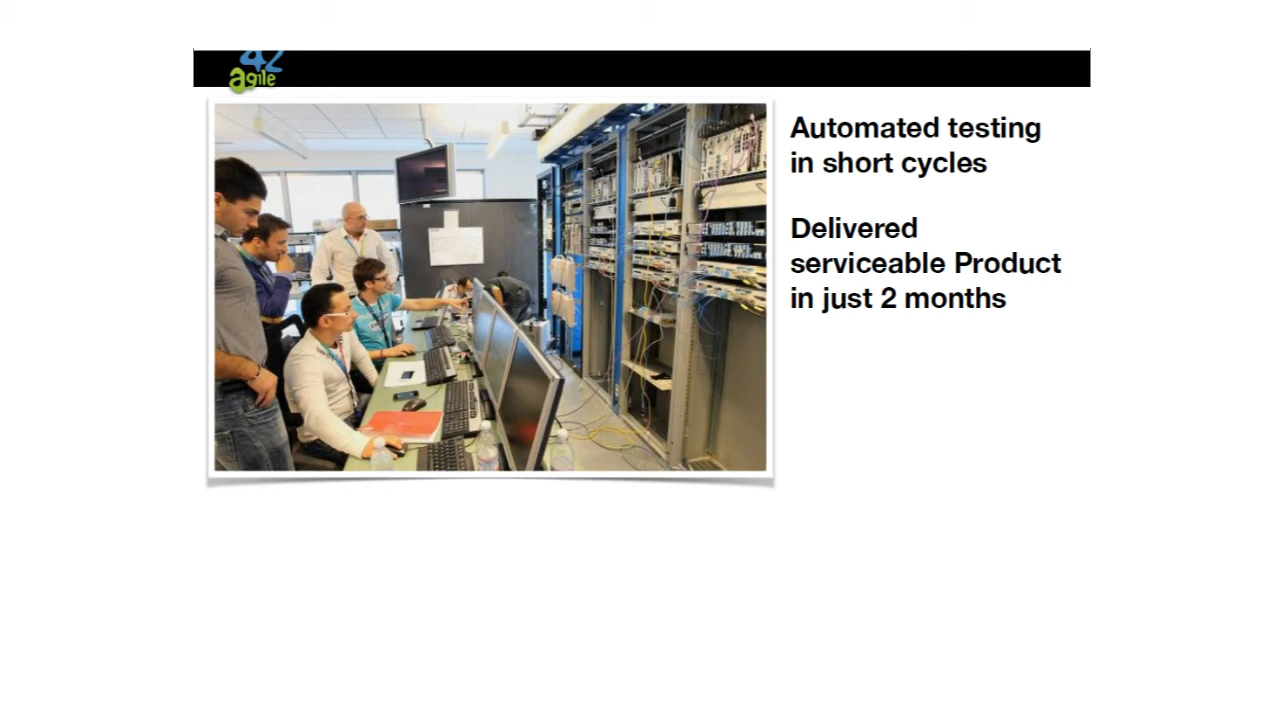 42
agile
Automated testing
in short cycles
Delivered
serviceable Product
in just 2 months